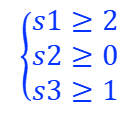 s1 ≥ 2
s2 ≥ 0
s3 ≥ 1